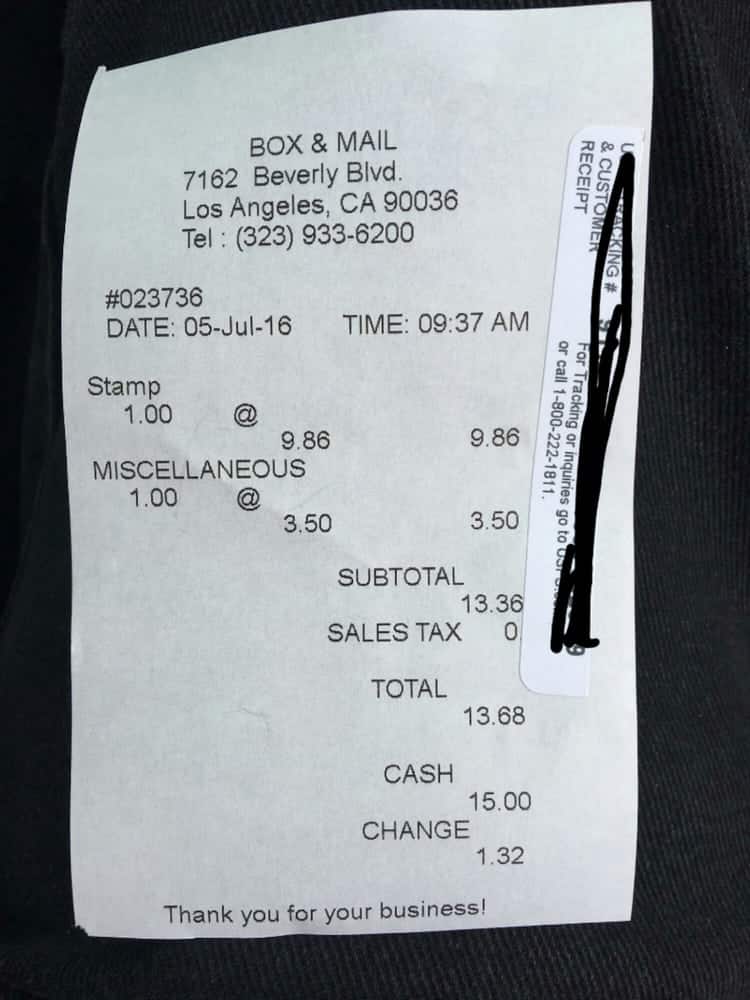 BOX & MAIL
7162 Beverly Blvd.
Los Angeles, CA 90036
Tel : (323) 933-6200
#023736
DATE: 05-Jul-16 TIME: 09:37 AM
Stamp
1.00 @
9.86 9.86
MISCELLANEOUS
1.00 @
3.50 3.50
SUBTOTAL
13.36
SALES TAX 0
TOTAL
13.68
CASH
15.00
CHANGE
1.32
Thank you for your business!
#
& CUSTOMER
RECEIPT
For Tracking or inquiries go to
or call 1-800-222-1811.